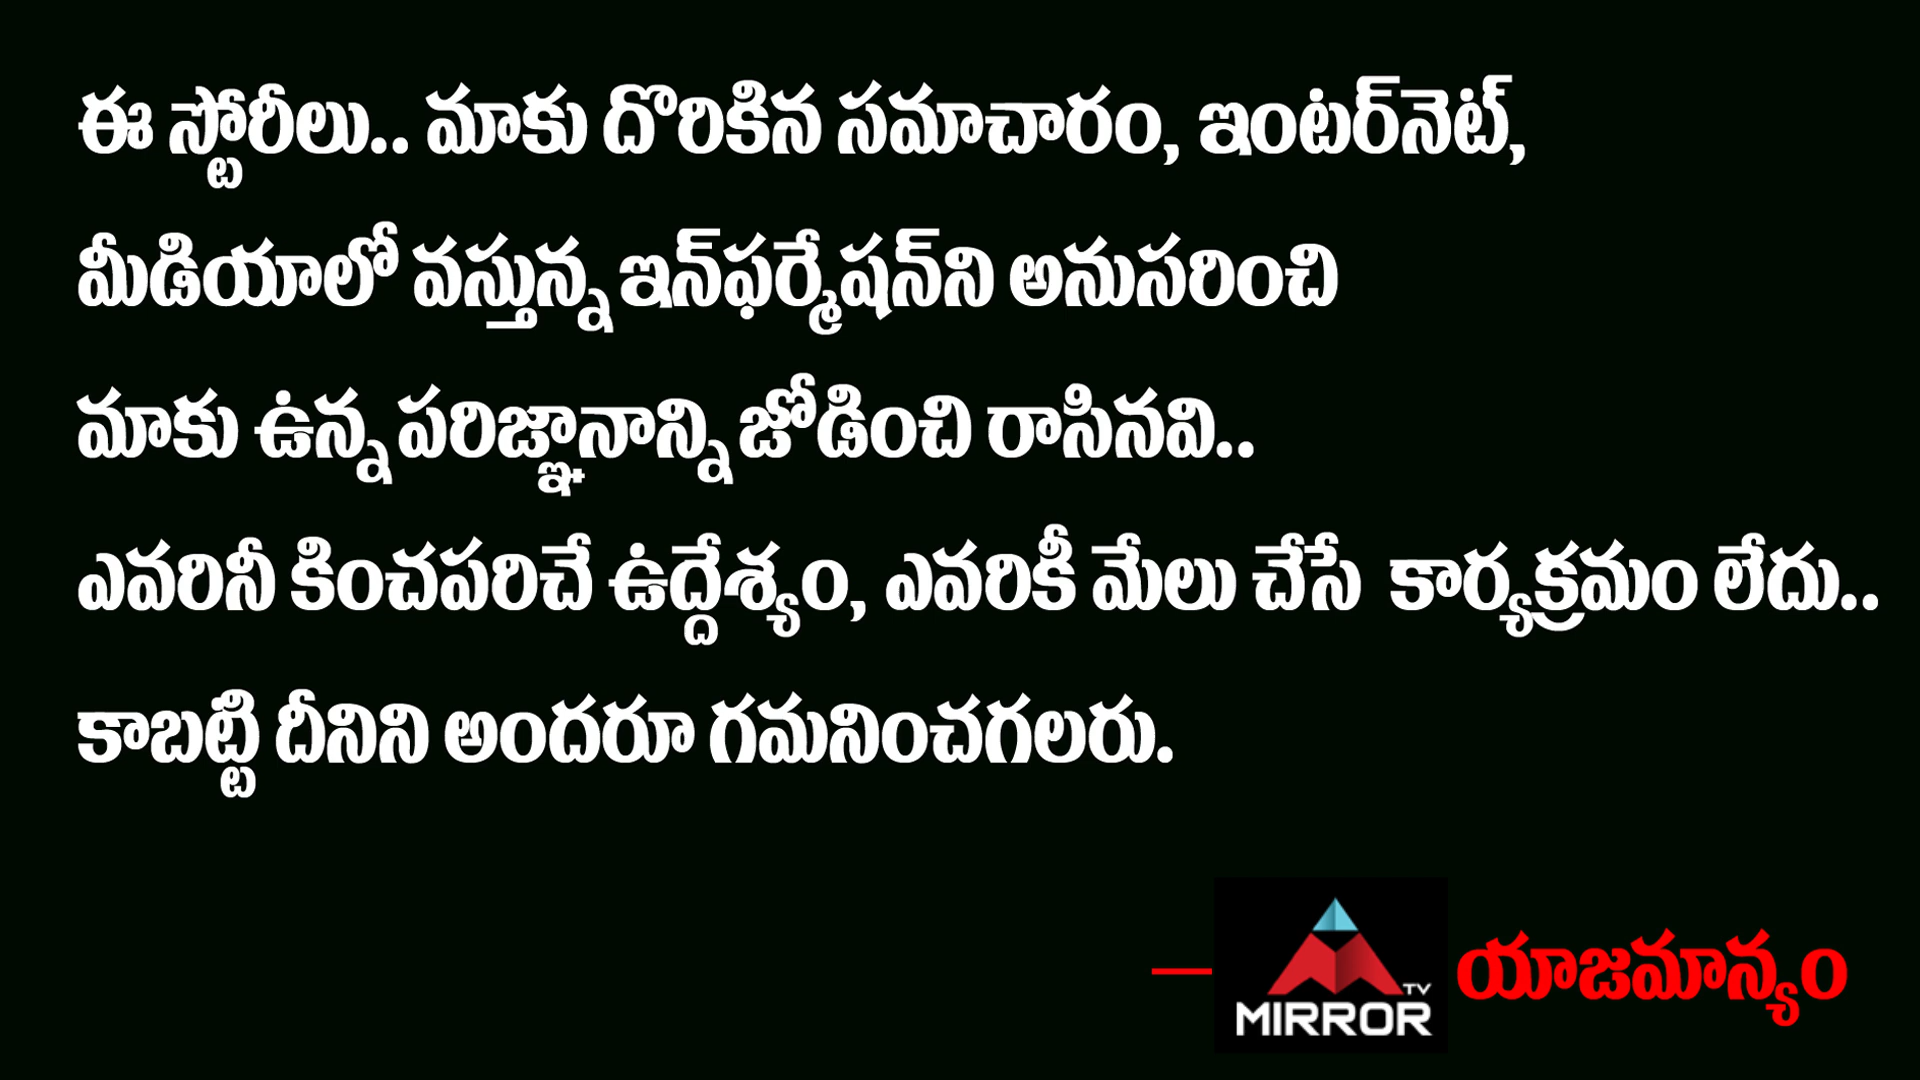 ఈ స్టోరీలు.. మాకు దొరికిన సమాచారం, ఇంటర్‌నెట్,
మీడియాలో వస్తున్న ఇన్‌ఫర్మేషన్‌ని అనుసరించి
మాకు ఉన్న పరిజ్ఞానాన్ని జోడించి రాసినవి..
ఎవరినీ కించపరిచే ఉద్దేశ్యం, ఎవరికీ మేలు చేసే కార్యక్రమం లేదు..
కాబట్టి దీనిని అందరూ గమనించగలరు.
— MIRROR TV యాజమాన్యం